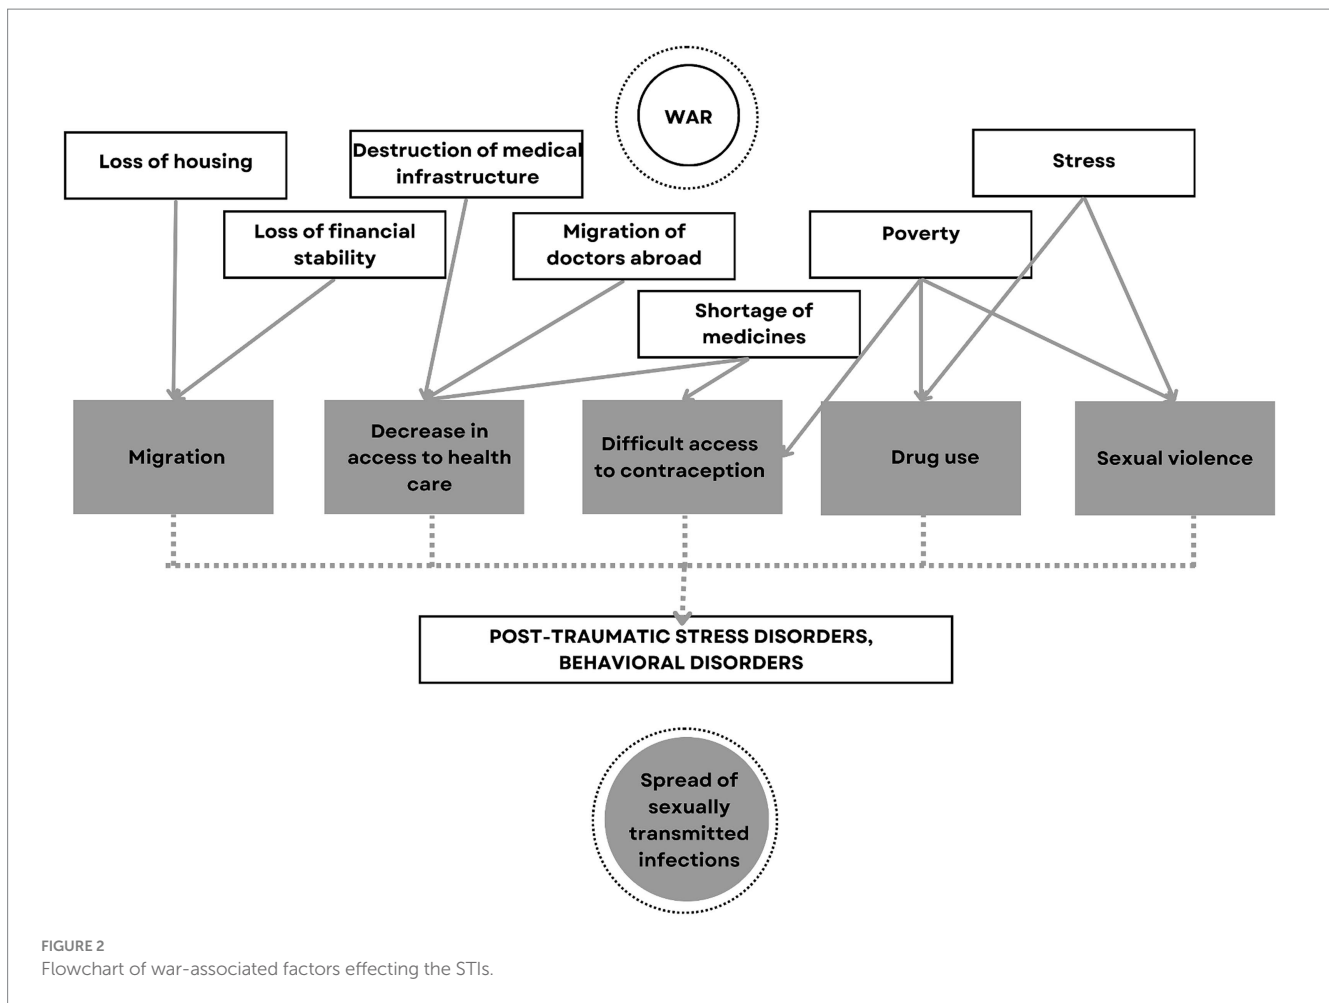 WAR
Loss of housing
Destruction of medical
infrastructure
Stress
Loss of financial
stability
Migration of
doctors abroad
Poverty
Shortage of
medicines
Migration
Decrease in
access to health
care
Difficult access
to contraception
Drug use
Sexual violence
POST-TRAUMATIC STRESS DISORDERS,
BEHAVIORAL DISORDERS
Spread of
sexually
transmitted
infections
FIGURE 2
Flowchart of war-associated factors effecting the STIs.